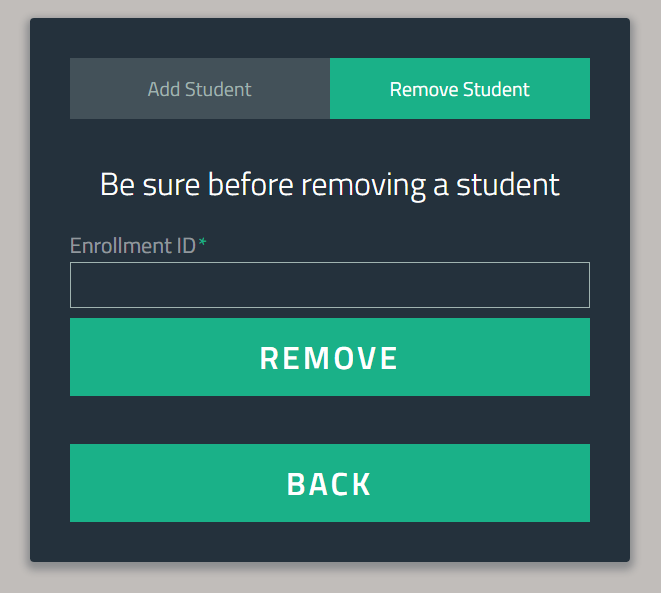 Add Student
Remove Student
Be sure before removing a student
Enrollment ID*
REMOVE
BACK